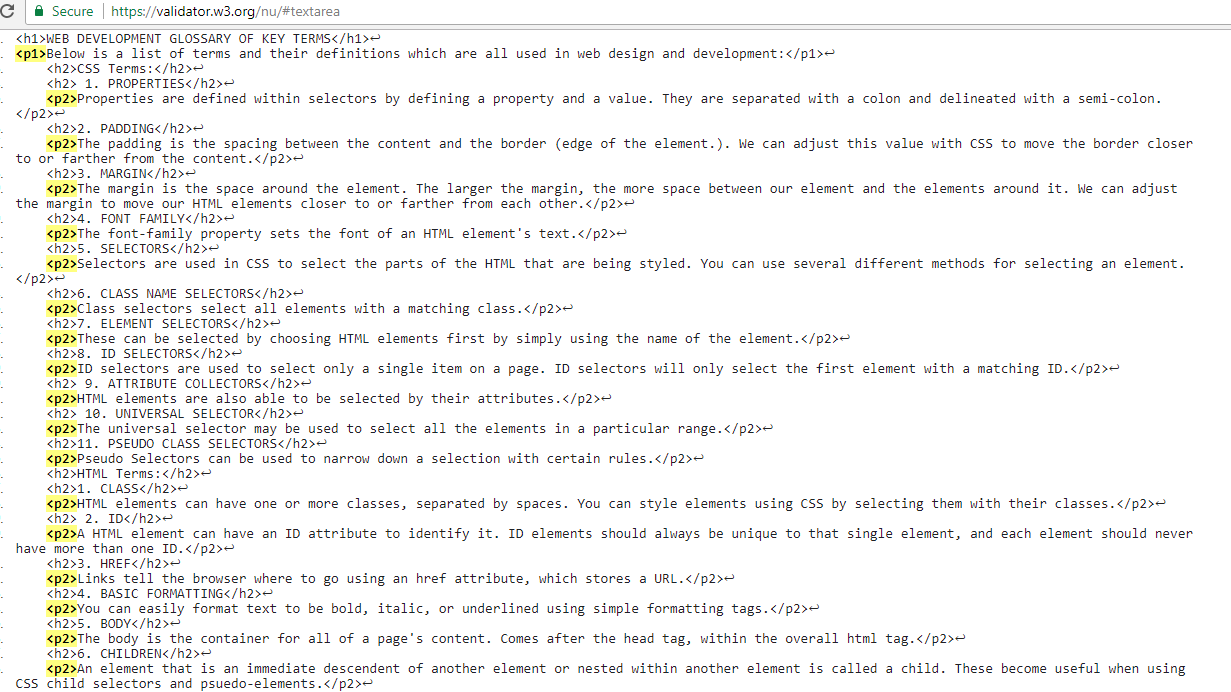 Secure | https://validator.w3.org/nu/#textarea
<h1>WEB DEVELOPMENT GLOSSARY OF KEY TERMS</h1>↩
<p1>Below is a list of terms and their definitions which are all used in web design and development:</p1>↩
<h2>CSS Terms:</h2>↩
<h2> 1. PROPERTIES</h2>↩
<p2>Properties are defined within selectors by defining a property and a value. They are separated with a colon and delineated with a semi-colon.
</p2>↩
<h2>2. PADDING</h2>↩
<p2>The padding is the spacing between the content and the border (edge of the element.). We can adjust this value with CSS to move the border closer
to or farther from the content.</p2>↩
<h2>3. MARGIN</h2>↩
<p2>The margin is the space around the element. The larger the margin, the more space between our element and the elements around it. We can adjust
the margin to move our HTML elements closer to or farther from each other.</p2>↩
<h2>4. FONT FAMILY</h2>↩
<p2>The font-family property sets the font of an HTML element's text.</p2>↩
<h2>5. SELECTORS</h2>↩
<p2>Selectors are used in CSS to select the parts of the HTML that are being styled. You can use several different methods for selecting an element.
</p2>↩
<h2>6. CLASS NAME SELECTORS</h2>↩
<p2>Class selectors select all elements with a matching class.</p2>↩
<h2>7. ELEMENT SELECTORS</h2>↩
<p2>These can be selected by choosing HTML elements first by simply using the name of the element.</p2>↩
<h2>8. ID SELECTORS</h2>↩
<p2>ID selectors are used to select only a single item on a page. ID selectors will only select the first element with a matching ID.</p2>↩
<h2> 9. ATTRIBUTE COLLECTORS</h2>↩
<p2>HTML elements are also able to be selected by their attributes.</p2>↩
<h2> 10. UNIVERSAL SELECTOR</h2>↩
<p2>The universal selector may be used to select all the elements in a particular range.</p2>↩
<h2>11. PSEUDO CLASS SELECTORS</h2>↩
<p2>Pseudo Selectors can be used to narrow down a selection with certain rules.</p2>↩
<h2>HTML Terms:</h2>↩
<h2>1. CLASS</h2>↩
<p2>HTML elements can have one or more classes, separated by spaces. You can style elements using CSS by selecting them with their classes.</p2>↩
<h2> 2. ID</h2>↩
<p2>A HTML element can have an ID attribute to identify it. ID elements should always be unique to that single element, and each element should never
have more than one ID.</p2>↩
<h2>3. HREF</h2>↩
<p2>Links tell the browser where to go using an href attribute, which stores a URL.</p2>↩
<h2>4. BASIC FORMATTING</h2>↩
<p2>You can easily format text to be bold, italic, or underlined using simple formatting tags.</p2>↩
<h2>5. BODY</h2>↩
<p2>The body is the container for all of a page's content. Comes after the head tag, within the overall html tag.</p2>↩
<h2>6. CHILDREN</h2>↩
<p2>An element that is an immediate descendent of another element or nested within another element is called a child. These become useful when using
CSS child selectors and psuedo-elements.</p2>↩